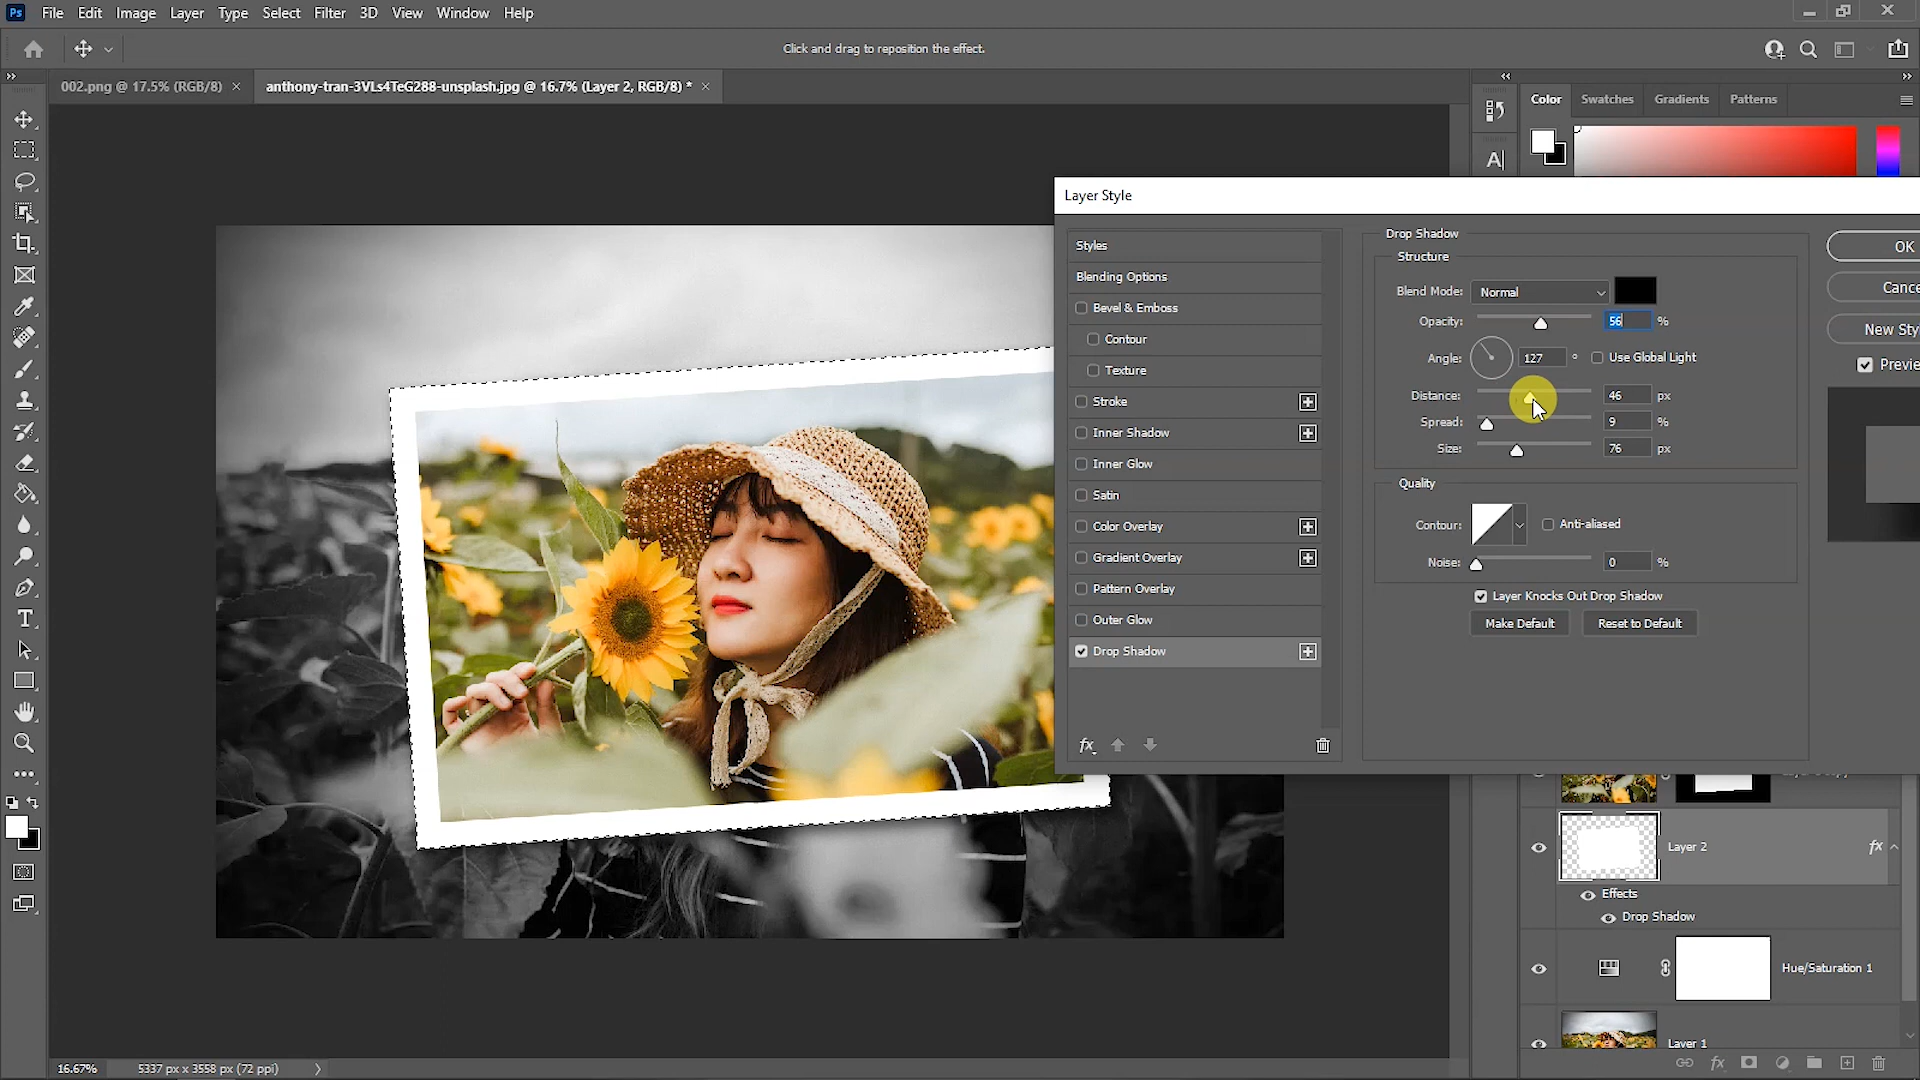 Ps File Edit Image Layer Type Select Filter 3D View Window Help
Click and drag to reposition the effect.
002.png @ 17.5% (RGB/8) × anthony-tran-3VLs4TeG288-unsplash.jpg @ 16.7% (Layer 2, RGB/8) * ×
Color Swatches Gradients Patterns
Layer Style
Styles
Blending Options
Bevel & Emboss
Contour
Texture
Stroke
Inner Shadow
Inner Glow
Satin
Color Overlay
Gradient Overlay
Pattern Overlay
Outer Glow
Drop Shadow
fx
Drop Shadow
Structure
Blend Mode: Normal
Opacity: 56 %
Angle: 127 ° Use Global Light
Distance: 46 px
Spread: 9 %
Size: 76 px
Quality
Contour: Anti-aliased
Noise: 0 %
Layer Knocks Out Drop Shadow
Make Default Reset to Default
OK
Cance
New Sty
Previe
Layer 2 fx
Effects
Drop Shadow
Hue/Saturation 1
Layer 1
fx
16.67% 5337 px x 3558 px (72 ppi)